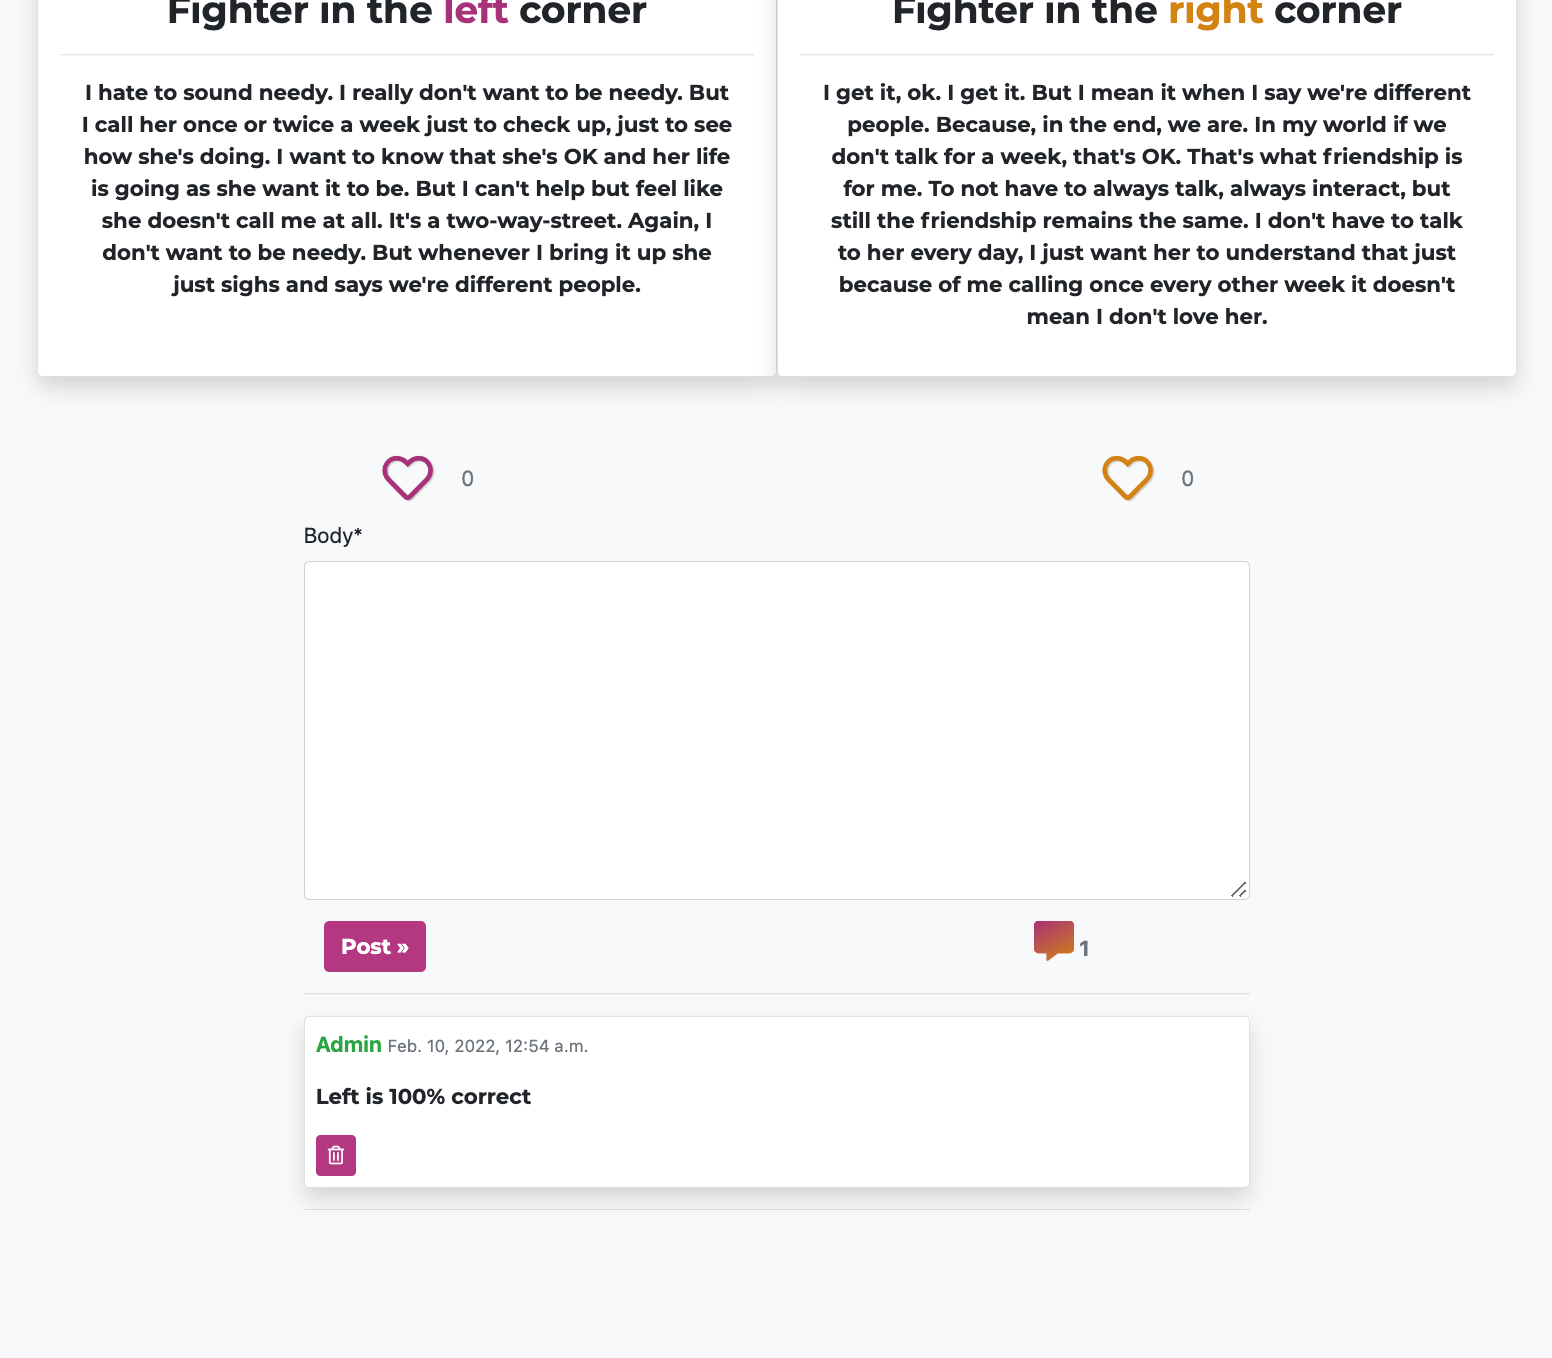 Fighter in the left corner
I hate to sound needy. I really don't want to be needy. But
I call her once or twice a week just to check up, just to see
how she's doing. I want to know that she's OK and her life
is going as she want it to be. But I can't help but feel like
she doesn't call me at all. It's a two-way-street. Again, I
don't want to be needy. But whenever I bring it up she
just sighs and says we're different people.
Fighter in the right corner
I get it, ok. I get it. But I mean it when I say we're different
people. Because, in the end, we are. In my world if we
don't talk for a week, that's OK. That's what friendship is
for me. To not have to always talk, always interact, but
still the friendship remains the same. I don't have to talk
to her every day, I just want her to understand that just
because of me calling once every other week it doesn't
mean I don't love her.
0
0
Body*
Post »
1
Admin Feb. 10, 2022, 12:54 a.m.
Left is 100% correct